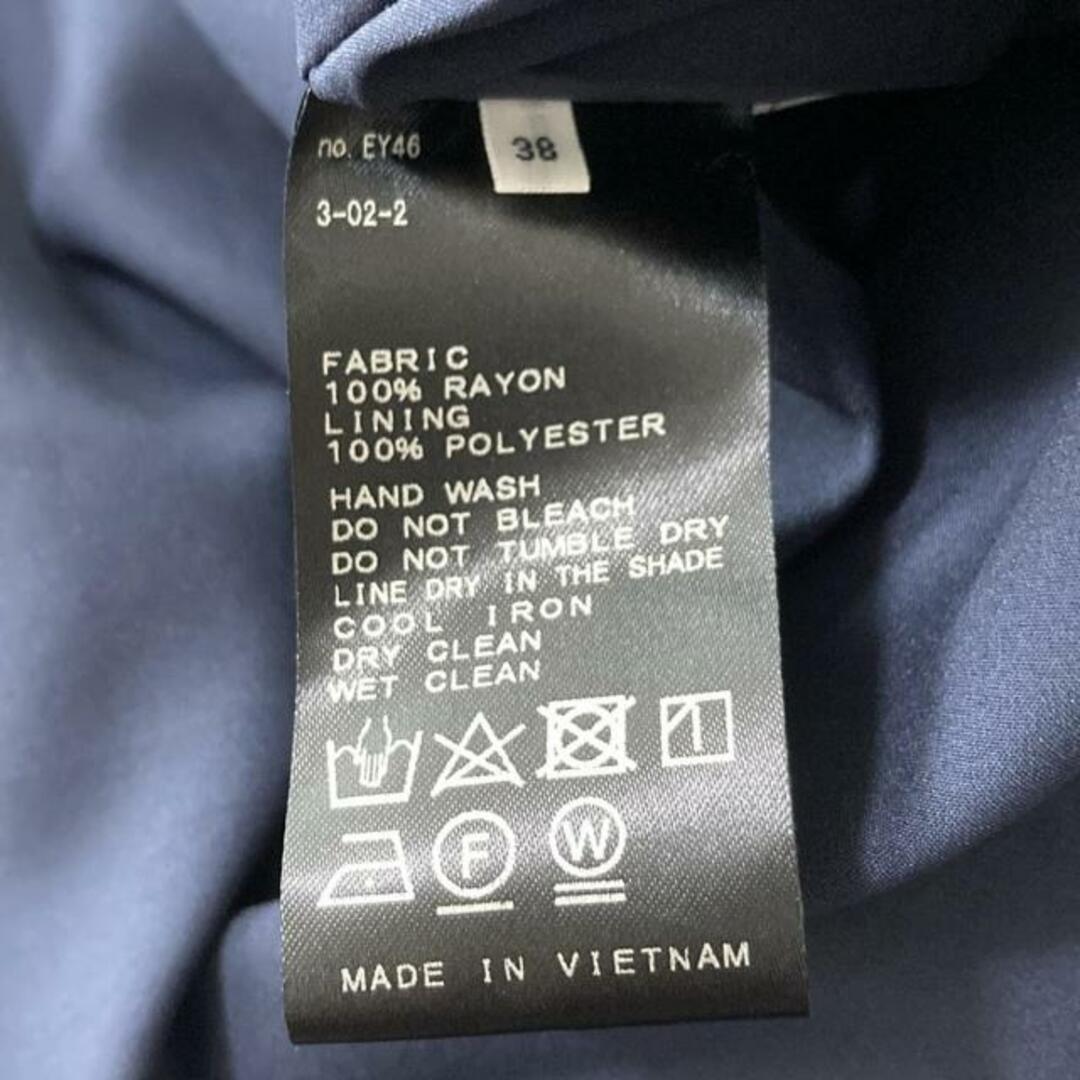 no. EY46
38
3-02-2
FABRIC
100% RAYON
LINING
100% POLYESTER
HAND WASH
DO NOT BLEACH
DO NOT TUMBLE DRY
LINE DRY IN THE SHADE
COOL IRON
DRY CLEAN
WET CLEAN
F
W
MADE IN VIETNAM